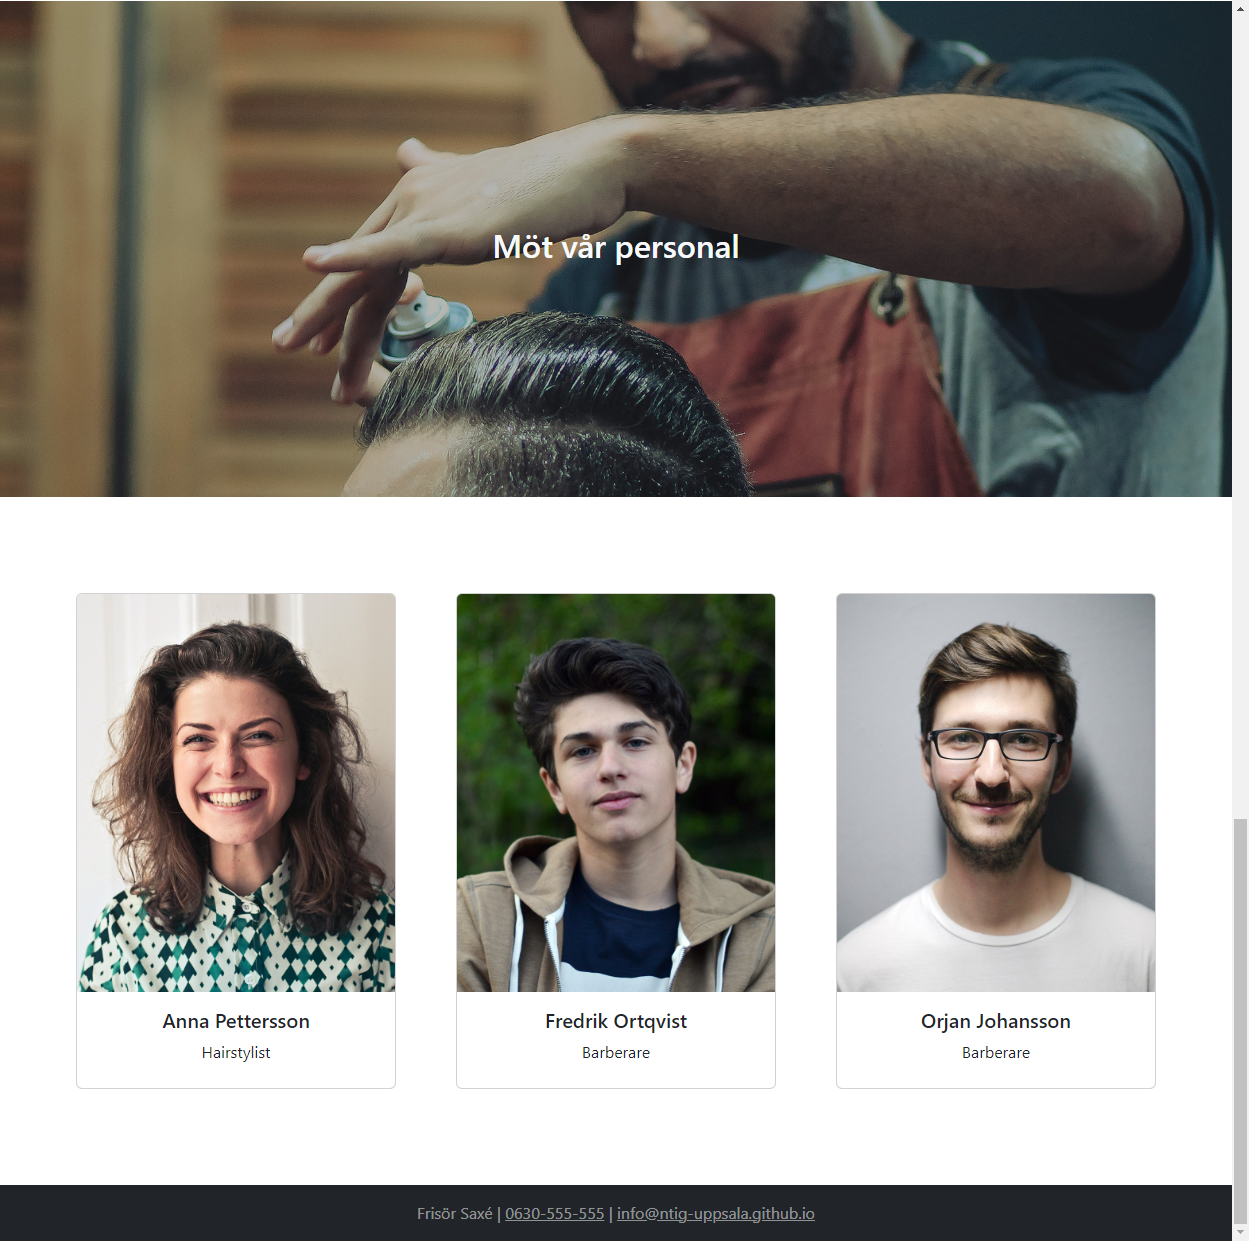 Möt vår personal
Anna Pettersson
Hairstylist
Fredrik Ortqvist
Barberare
Orjan Johansson
Barberare
Frisör Saxé | 0630-555-555 | info@ntig-uppsala.github.io